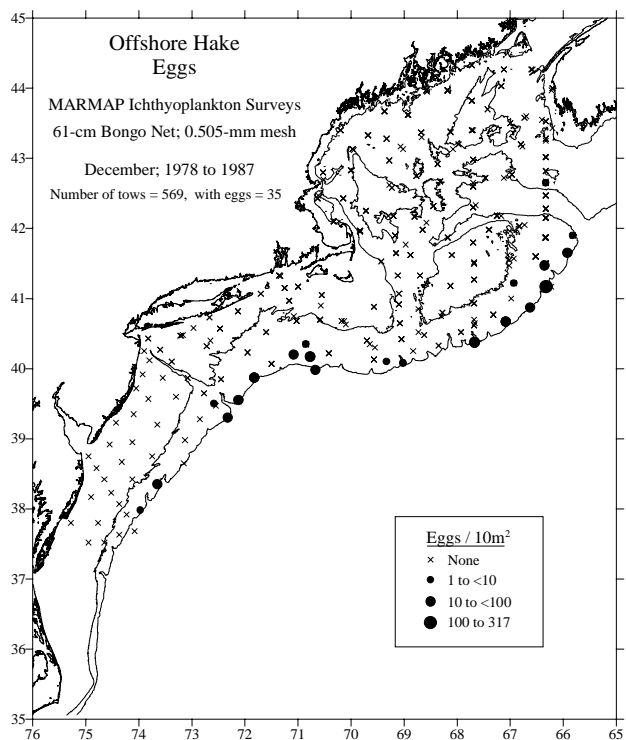 Offshore Hake
Eggs
MARMAP Ichthyoplankton Surveys
61-cm Bongo Net; 0.505-mm mesh
December; 1978 to 1987
Number of tows = 569, with eggs = 35
45
44
43
42
41
40
39
38
37
36
35
Eggs / 10m²
None
1 to <10
10 to <100
100 to 317
76 75 74 73 72 71 70 69 68 67 66 65